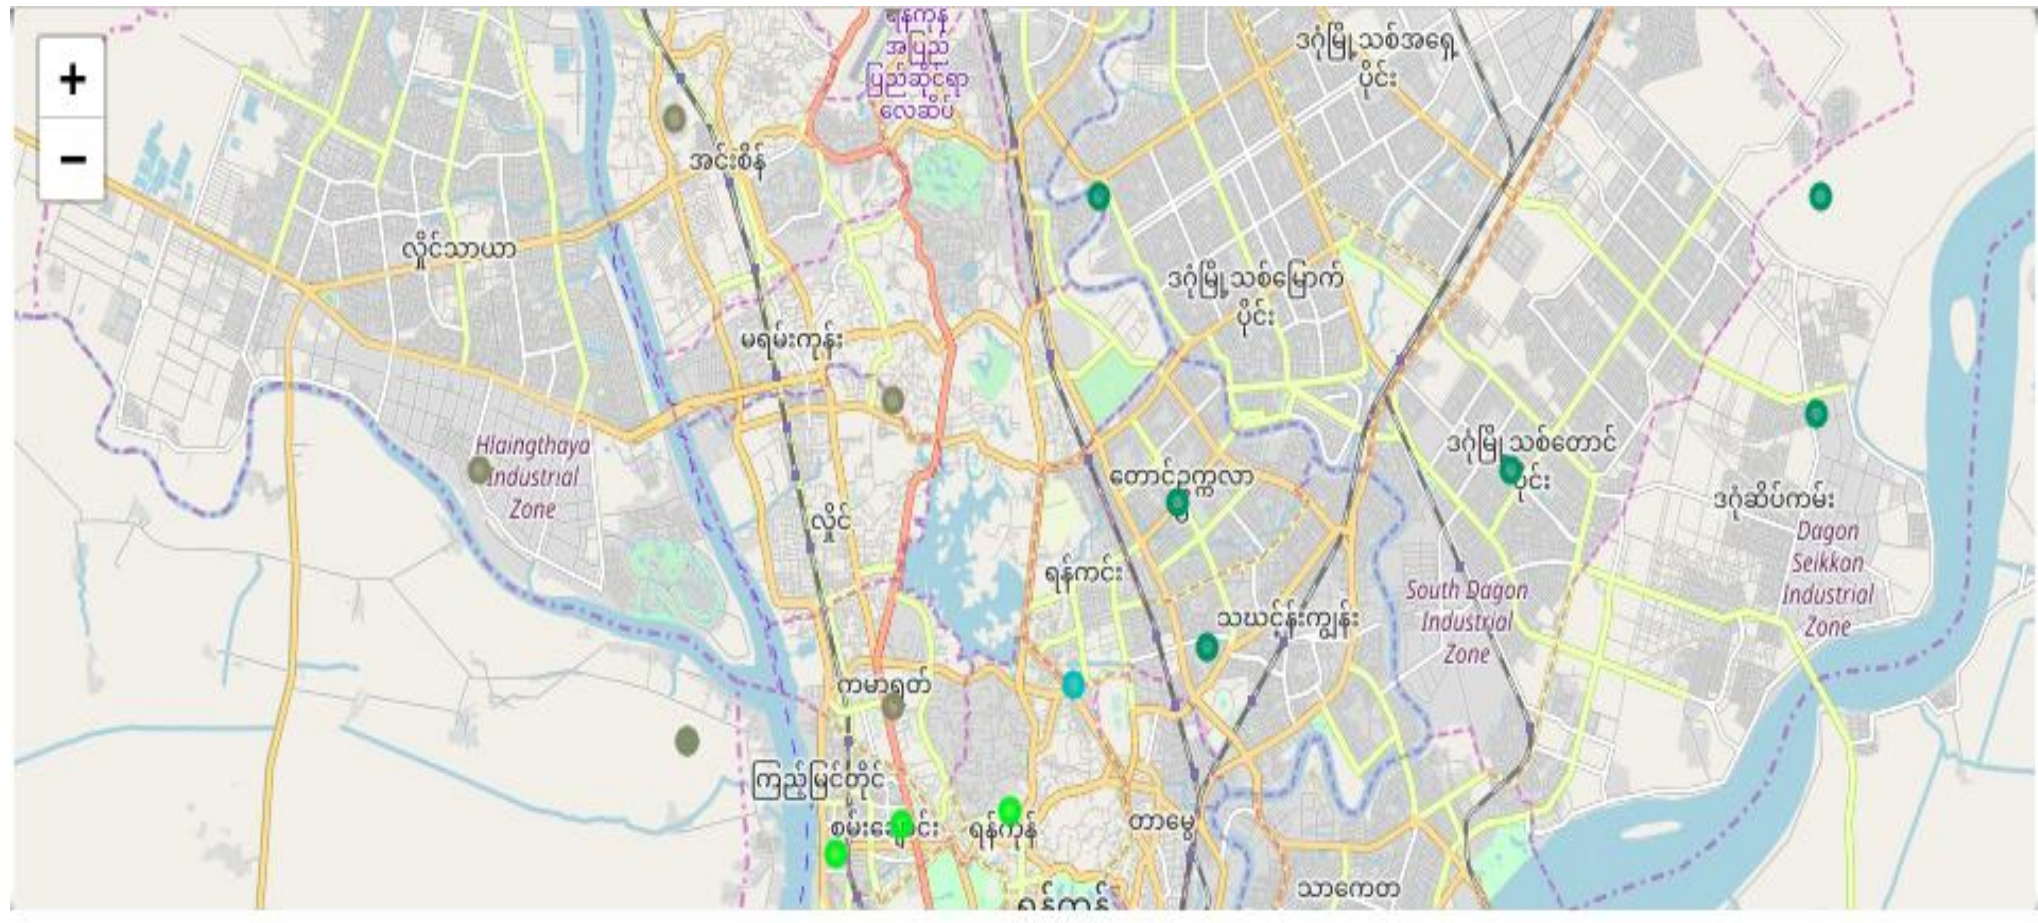 ရန်ကုန်
အပြည်
ပြည်ဆိုင်ရာ
လေဆိပ်
ဒဂုံမြို့သစ်အရှေ့
ပိုင်း
+
−
အင်းစိန်
လှိုင်သာယာ
ဒဂုံမြို့သစ်မြောက်
ပိုင်း
မရမ်းကုန်း
Hlaingthaya
Industrial
Zone
တောင်ဥက္ကလာ
ဒဂုံမြို့သစ်တောင်
ပိုင်း
ဒဂုံဆိပ်ကမ်း
Dagon
Seikkan
Industrial
Zone
လှိုင်
ရန်ကင်း
သင်္ဃန်းကျွန်း
South Dagon
Industrial
Zone
ကမာရွတ်
ကြည့်မြင်တိုင်
စမ်းချောင်း
ရန်ကုန်
တာမွေ
သာကေတ
ရန်ကုန်